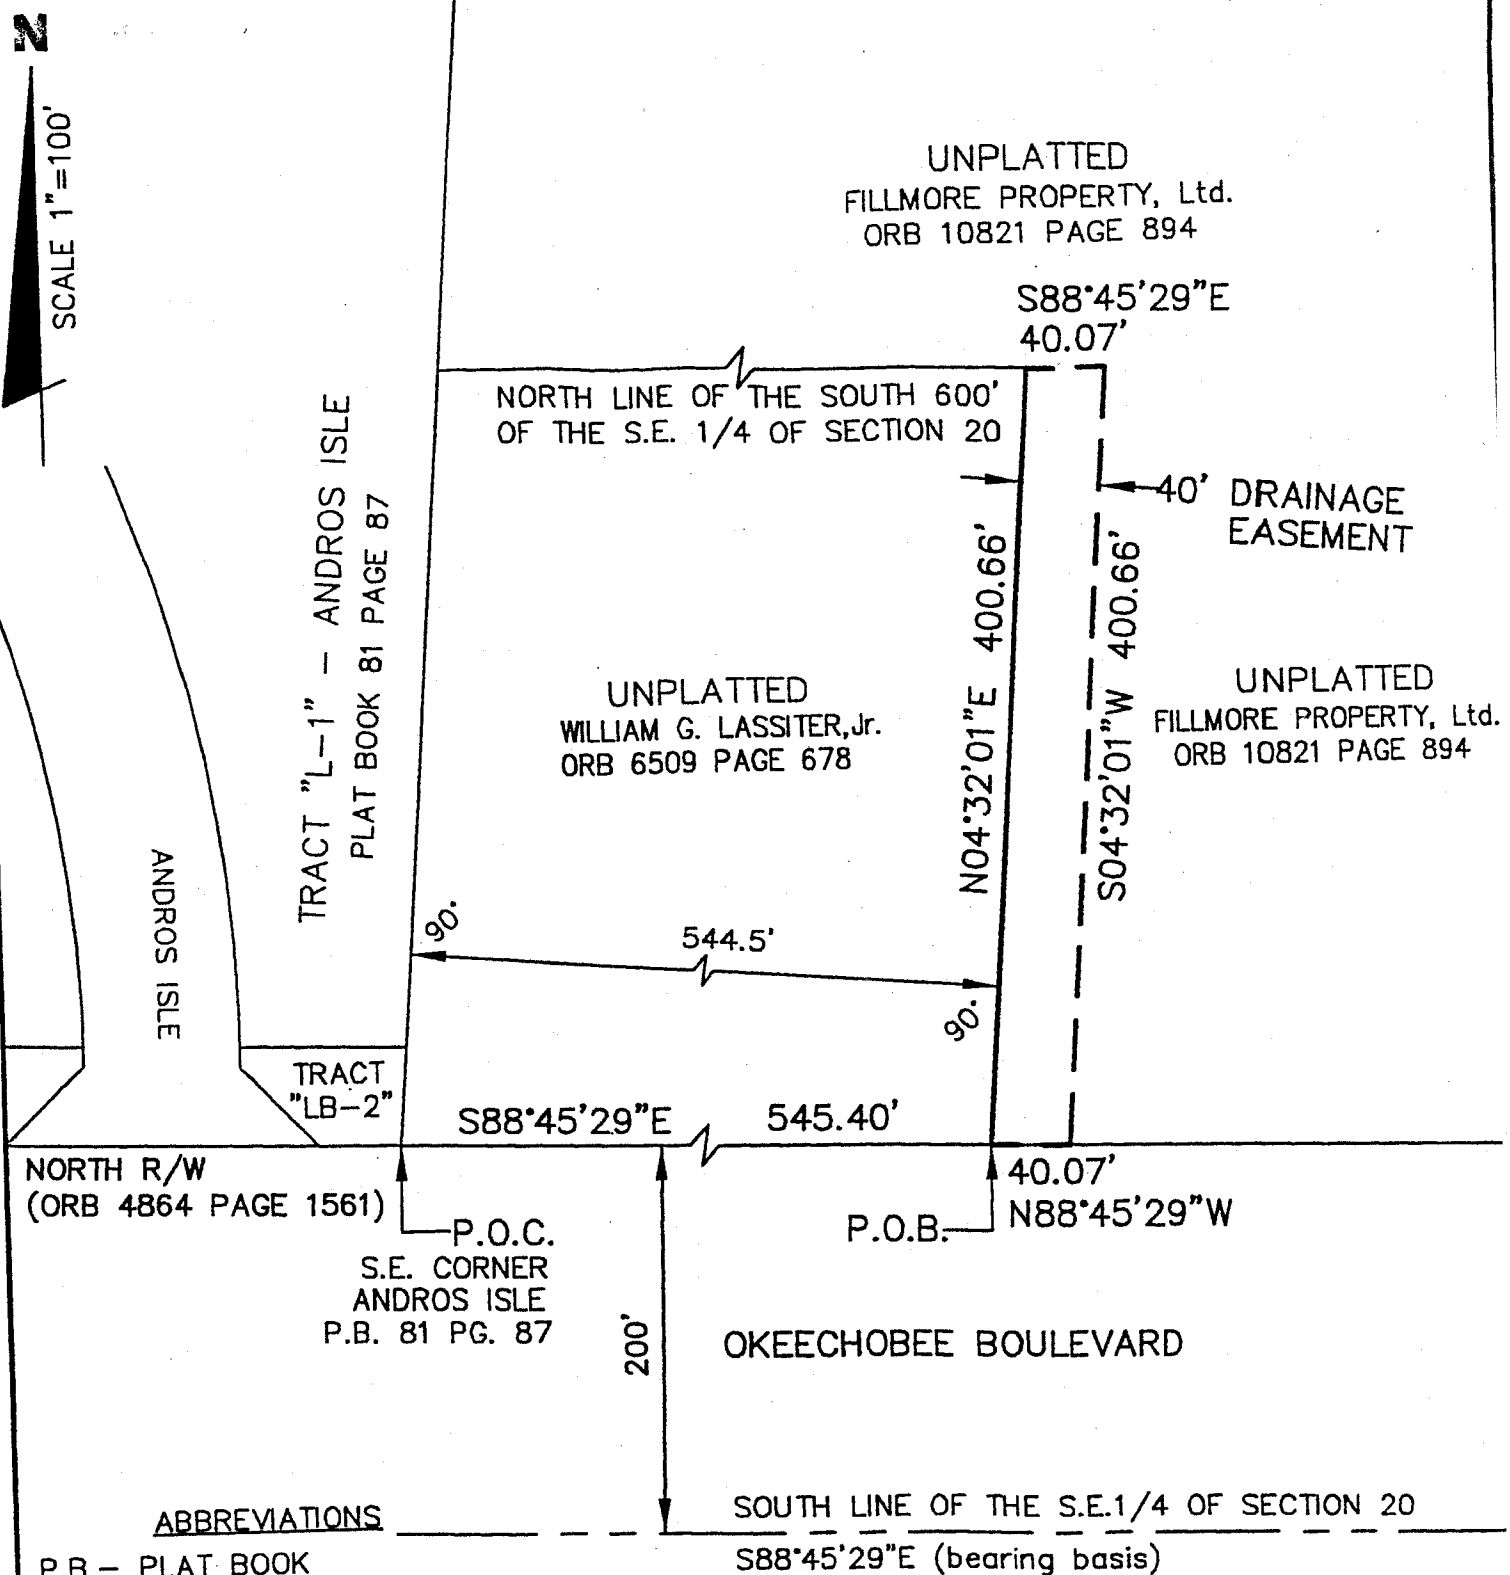 N
SCALE 1"=100'
UNPLATTED
FILLMORE PROPERTY, Ltd.
ORB 10821 PAGE 894
S88°45'29"E
40.07'
NORTH LINE OF THE SOUTH 600'
OF THE S.E. 1/4 OF SECTION 20
TRACT "L-1" - ANDROS ISLE
PLAT BOOK 81 PAGE 87
40' DRAINAGE
EASEMENT
N04°32'01"E 400.66'
S04°32'01"W 400.66'
UNPLATTED
WILLIAM G. LASSITER,Jr.
ORB 6509 PAGE 678
UNPLATTED
FILLMORE PROPERTY, Ltd.
ORB 10821 PAGE 894
ANDROS ISLE
90°
544.5'
90°
TRACT
"LB-2"
S88°45'29"E 545.40'
NORTH R/W
(ORB 4864 PAGE 1561)
40.07'
N88°45'29"W
P.O.C.
S.E. CORNER
ANDROS ISLE
P.B. 81 PG. 87
P.O.B.
200'
OKEECHOBEE BOULEVARD
ABBREVIATIONS
SOUTH LINE OF THE S.E.1/4 OF SECTION 20
P.B - PLAT BOOK
S88°45'29"E (bearing basis)